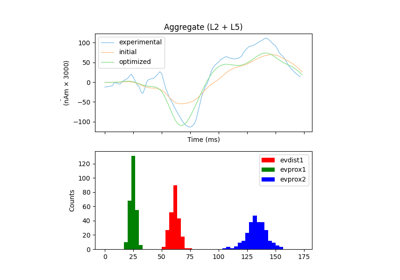 Aggregate (L2 + L5)
experimental
initial
optimized
100
50
0
−50
−100
(nAm × 3000)
Time (ms)
evdist1
evprox1
evprox2
120
100
80
60
40
20
0
Counts
0 25 50 75 100 125 150 175